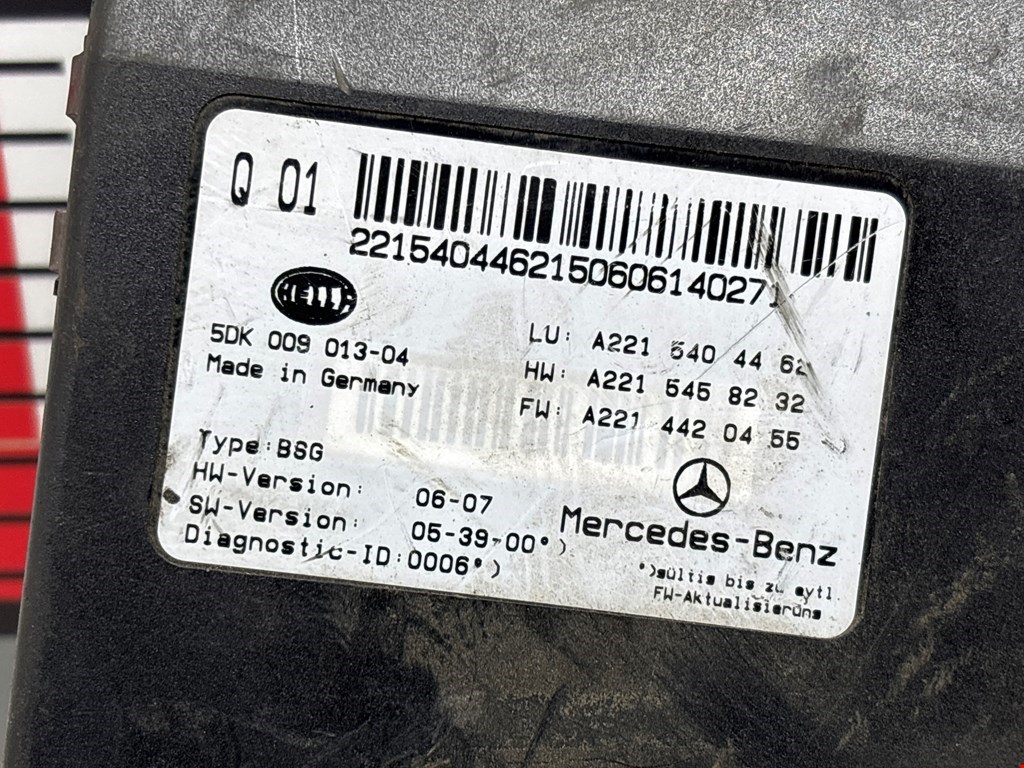 Q 01
221540446215060614027
HELLA
5DK 009 013-04
Made in Germany
LU: A221 540 44 62
HW: A221 545 82 32
FW: A221 442 04 55
Type:BSG
HW-Version: 06-07
SW-Version: 05-39-00*)
Diagnostic-ID:0006*)
Mercedes-Benz
*)gültig bis zu evtl.
FW-Aktualisierung